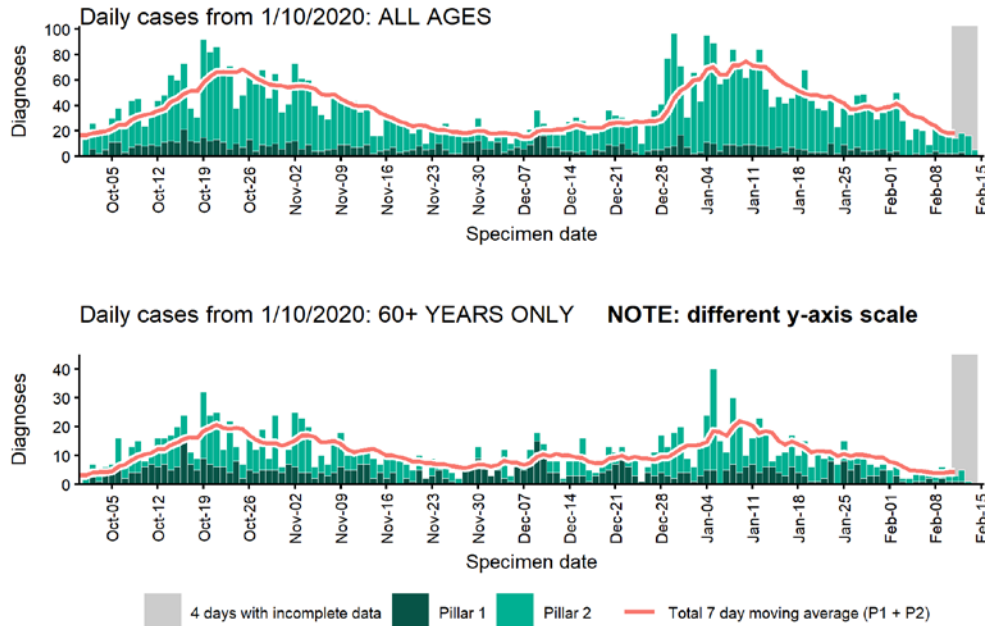 Daily cases from 1/10/2020: ALL AGES
Diagnoses
100
80
60
40
20
0
Oct-05
Oct-12
Oct-19
Oct-26
Nov-02
Nov-09
Nov-16
Nov-23
Nov-30
Dec-07
Dec-14
Dec-21
Dec-28
Jan-04
Jan-11
Jan-18
Jan-25
Feb-01
Feb-08
Feb-15
Specimen date
Daily cases from 1/10/2020: 60+ YEARS ONLY NOTE: different y-axis scale
Diagnoses
40
30
20
10
0
Oct-05
Oct-12
Oct-19
Oct-26
Nov-02
Nov-09
Nov-16
Nov-23
Nov-30
Dec-07
Dec-14
Dec-21
Dec-28
Jan-04
Jan-11
Jan-18
Jan-25
Feb-01
Feb-08
Feb-15
Specimen date
4 days with incomplete data Pillar 1 Pillar 2 Total 7 day moving average (P1 + P2)